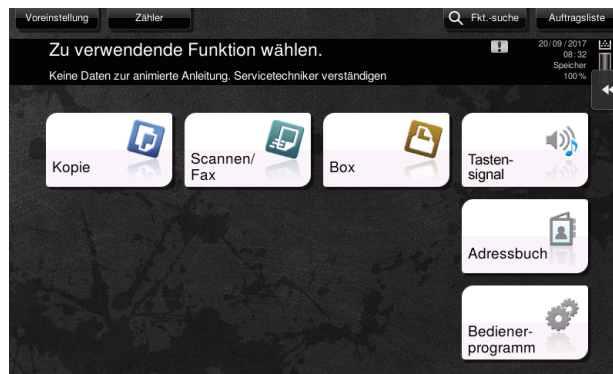 Voreinstellung
Zähler
Fkt.-suche
Auftragsliste
Zu verwendende Funktion wählen.
Keine Daten zur animierte Anleitung. Servicetechniker verständigen
20/09/2017
08:32
Speicher
100%
Kopie
Scannen/
Fax
Box
Tasten-
signal
Adressbuch
Bediener-
programm